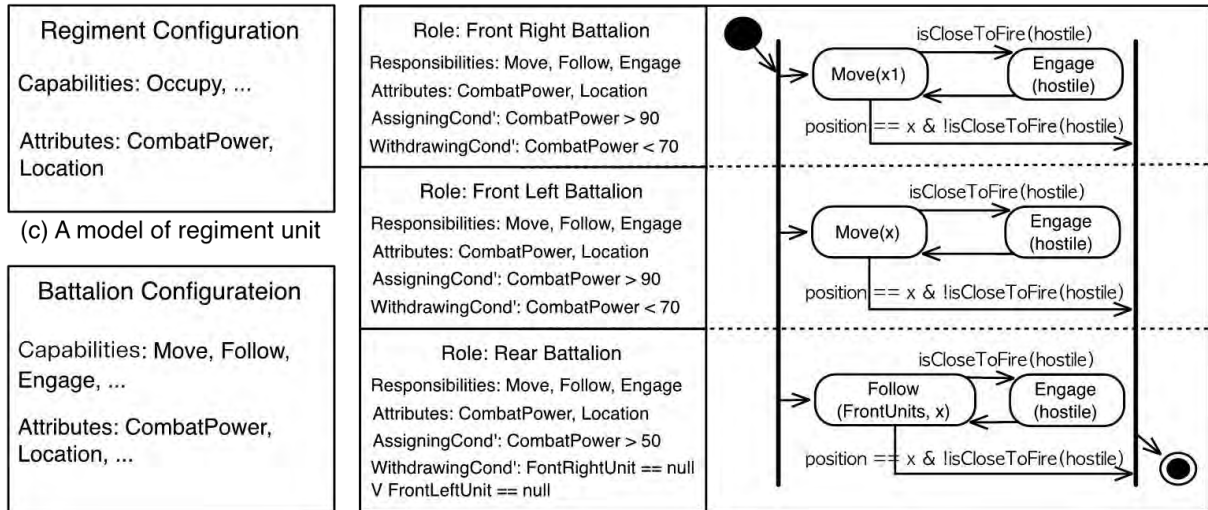 Regiment Configuration
Capabilities: Occupy, ...
Attributes: CombatPower,
Location
(c) A model of regiment unit
Battalion Configurateion
Capabilities: Move, Follow,
Engage, ...
Attributes: CombatPower,
Location, ...
Role: Front Right Battalion
Responsibilities: Move, Follow, Engage
Attributes: CombatPower, Location
AssigningCond': CombatPower > 90
WithdrawingCond': CombatPower < 70
isCloseToFire(hostile)
Move(x1)
Engage
(hostile)
position == x & !isCloseToFire(hostile)
Role: Front Left Battalion
Responsibilities: Move, Follow, Engage
Attributes: CombatPower, Location
AssigningCond': CombatPower > 90
WithdrawingCond': CombatPower < 70
isCloseToFire(hostile)
Move(x)
Engage
(hostile)
position == x & !isCloseToFire(hostile)
Role: Rear Battalion
Responsibilities: Move, Follow, Engage
Attributes: CombatPower, Location
AssigningCond': CombatPower > 50
WithdrawingCond': FontRightUnit == null
V FrontLeftUnit == null
isCloseToFire(hostile)
Follow
(FrontUnits, x)
Engage
(hostile)
position == x & !isCloseToFire(hostile)